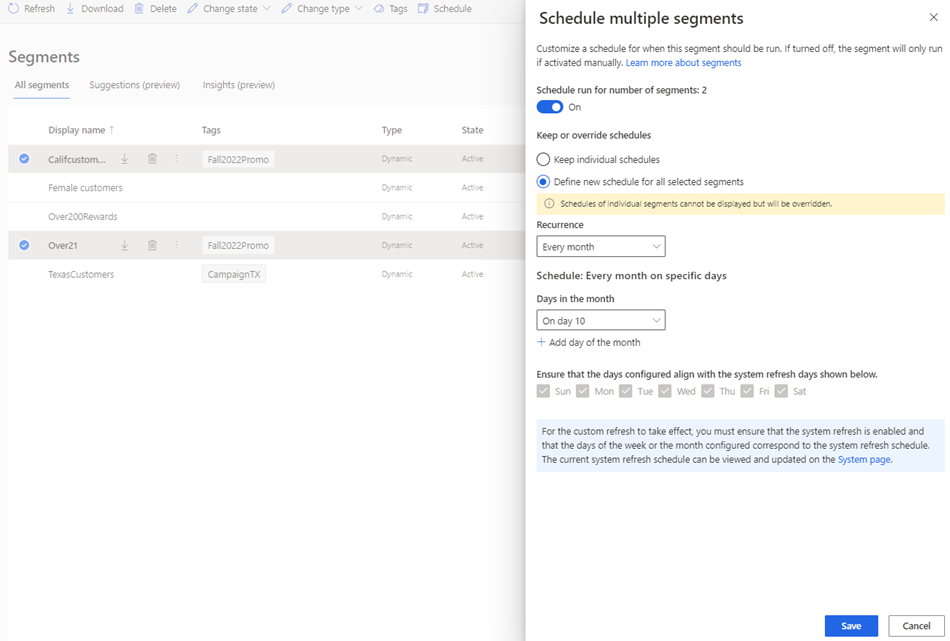 Refresh Download Delete Change state Change type Tags Schedule
Segments
All segments Suggestions (preview) Insights (preview)
Display name ↑ Tags Type State
Califcustom... Fall2022Promo Dynamic Active
Female customers Dynamic Active
Over200Rewards Dynamic Active
Over21 Fall2022Promo Dynamic Active
TexasCustomers CampaignTX Dynamic Active
Schedule multiple segments
Customize a schedule for when this segment should be run. If turned off, the segment will only run
if activated manually. Learn more about segments
Schedule run for number of segments: 2
On
Keep or override schedules
Keep individual schedules
Define new schedule for all selected segments
Schedules of individual segments cannot be displayed but will be overridden.
Recurrence
Every month
Schedule: Every month on specific days
Days in the month
On day 10
+ Add day of the month
Ensure that the days configured align with the system refresh days shown below.
Sun Mon Tue Wed Thu Fri Sat
For the custom refresh to take effect, you must ensure that the system refresh is enabled and
that the days of the week or the month configured correspond to the system refresh schedule.
The current system refresh schedule can be viewed and updated on the System page.
Save Cancel